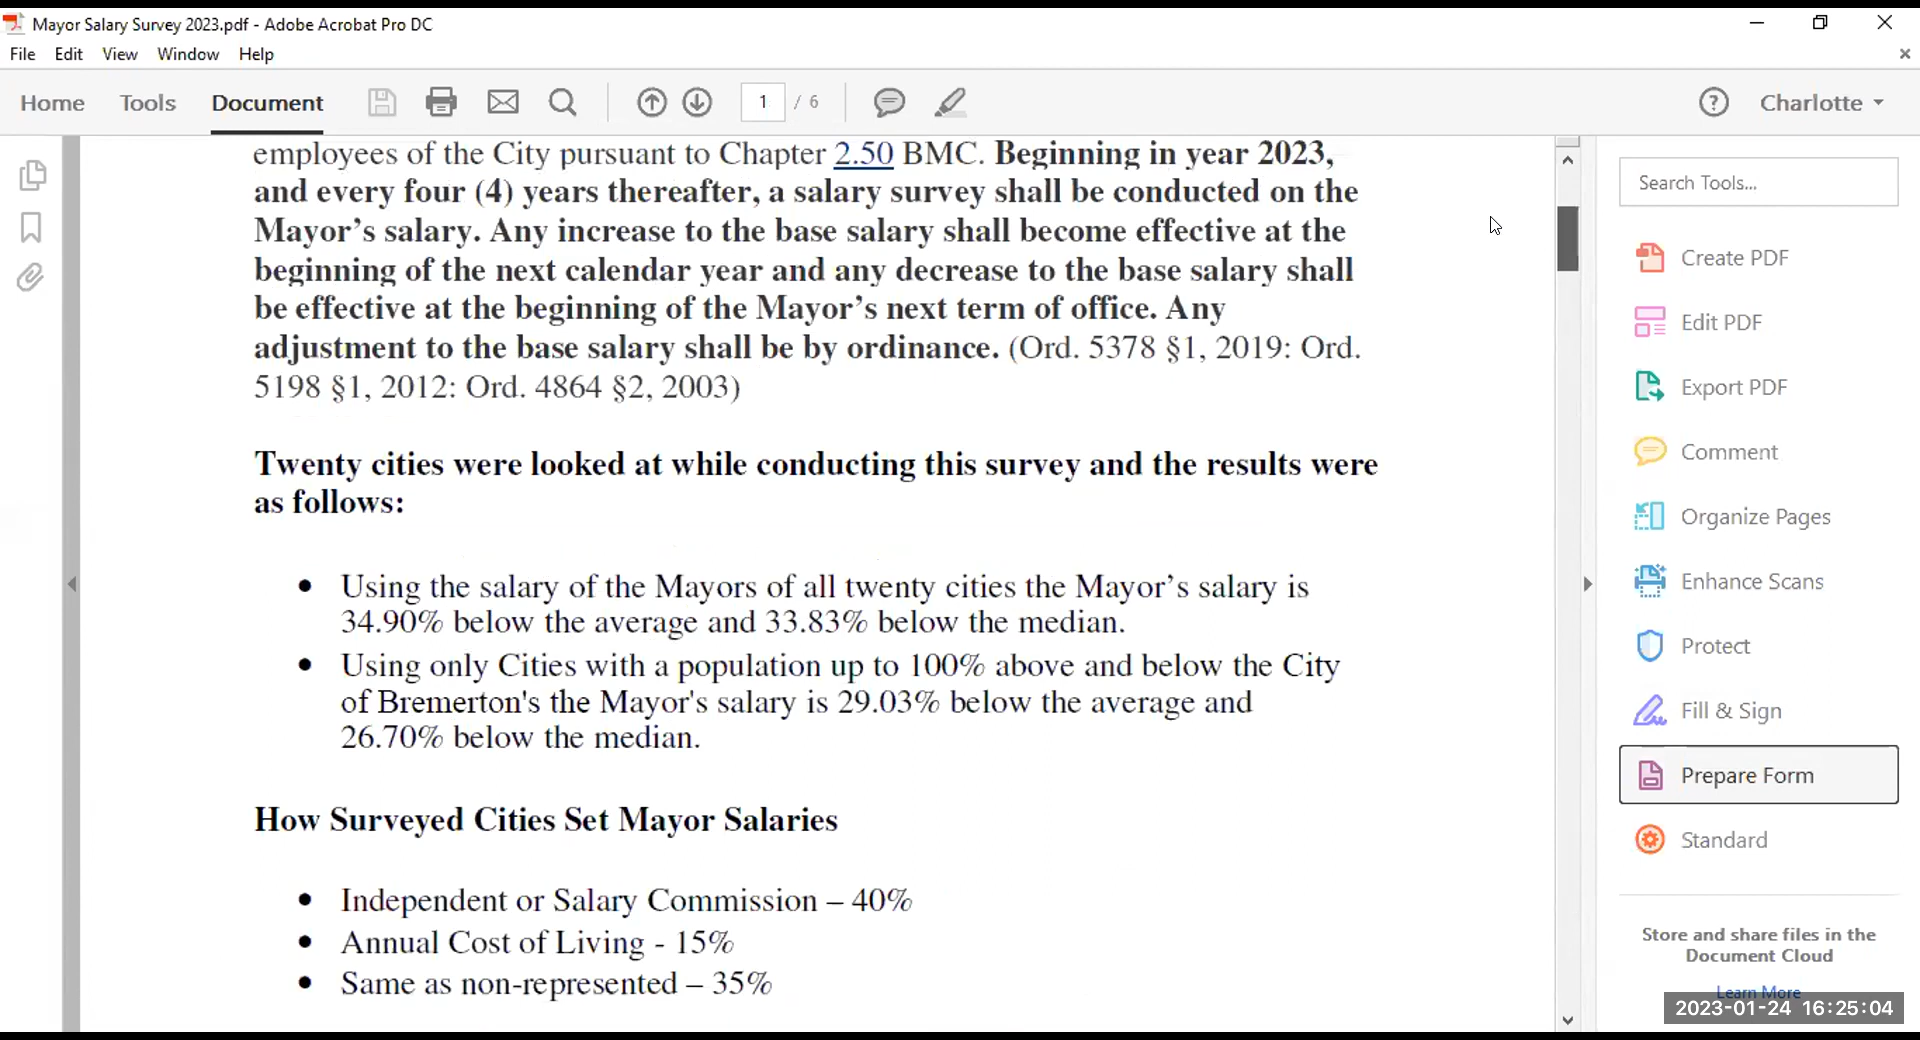 Mayor Salary Survey 2023.pdf - Adobe Acrobat Pro DC
File Edit View Window Help
Home Tools Document 1 / 6 Charlotte
employees of the City pursuant to Chapter 2.50 BMC. Beginning in year 2023,
and every four (4) years thereafter, a salary survey shall be conducted on the
Mayor’s salary. Any increase to the base salary shall become effective at the
beginning of the next calendar year and any decrease to the base salary shall
be effective at the beginning of the Mayor’s next term of office. Any
adjustment to the base salary shall be by ordinance. (Ord. 5378 §1, 2019: Ord.
5198 §1, 2012: Ord. 4864 §2, 2003)
Twenty cities were looked at while conducting this survey and the results were
as follows:
• Using the salary of the Mayors of all twenty cities the Mayor’s salary is
34.90% below the average and 33.83% below the median.
• Using only Cities with a population up to 100% above and below the City
of Bremerton's the Mayor's salary is 29.03% below the average and
26.70% below the median.
How Surveyed Cities Set Mayor Salaries
• Independent or Salary Commission – 40%
• Annual Cost of Living - 15%
• Same as non-represented – 35%
Search Tools...
Create PDF
Edit PDF
Export PDF
Comment
Organize Pages
Enhance Scans
Protect
Fill & Sign
Prepare Form
Standard
Store and share files in the
Document Cloud
Learn More
2023-01-24 16:25:04